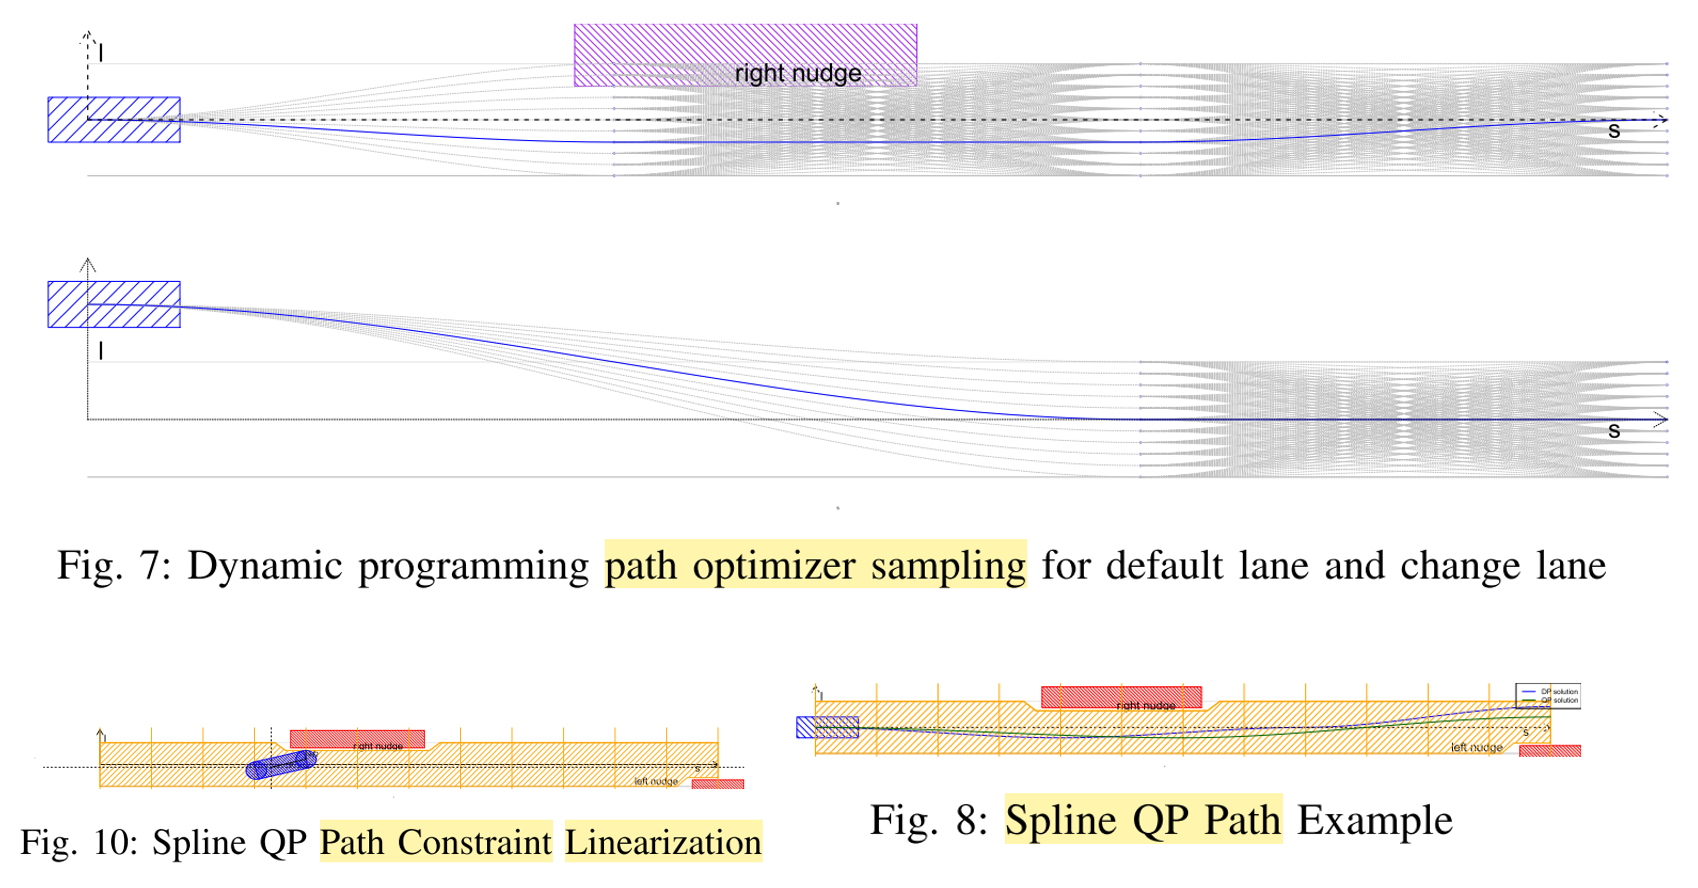 l
right nudge
s
l
s
Fig. 7: Dynamic programming path optimizer sampling for default lane and change lane
l
right nudge
s
left nudge
Fig. 10: Spline QP Path Constraint Linearization
l
DP solution
QP solution
right nudge
s
left nudge
Fig. 8: Spline QP Path Example